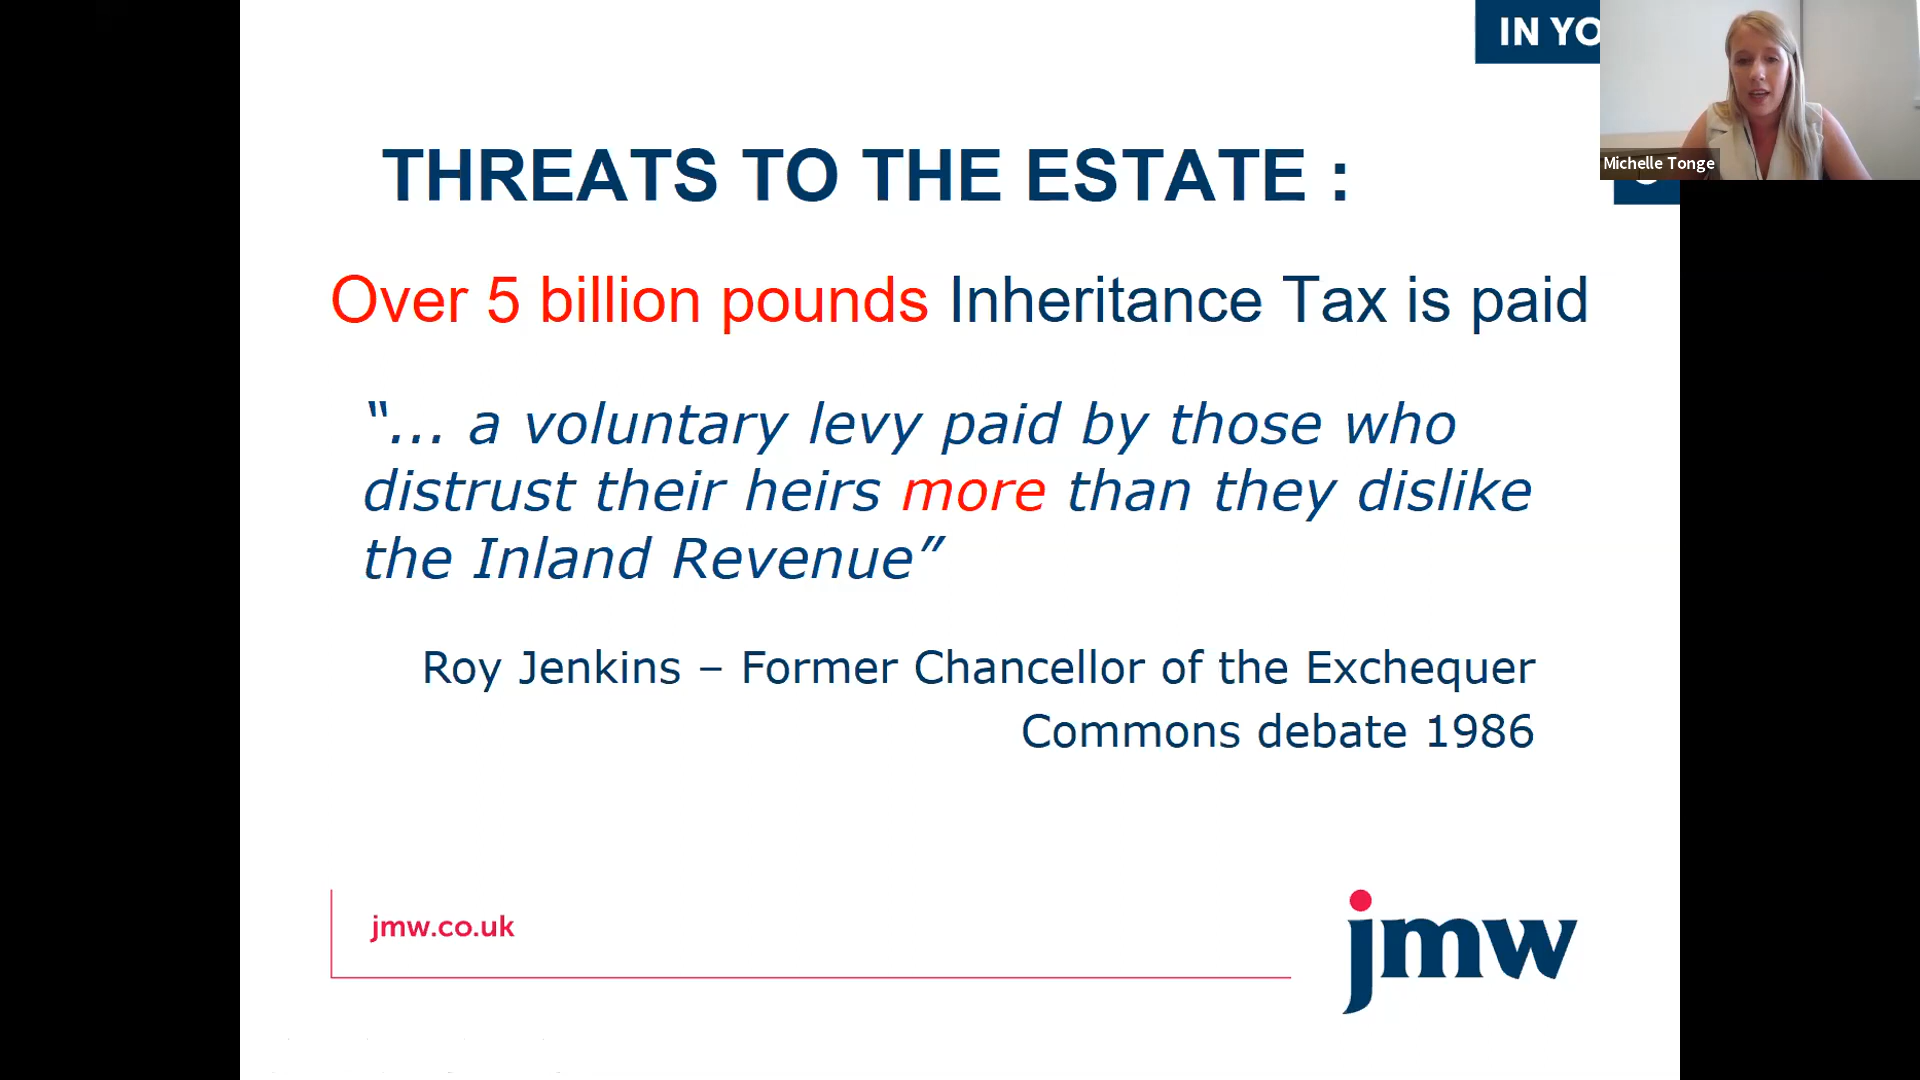 IN YO
Michelle Tonge
THREATS TO THE ESTATE :
Over 5 billion pounds Inheritance Tax is paid
“... a voluntary levy paid by those who
distrust their heirs more than they dislike
the Inland Revenue”
Roy Jenkins – Former Chancellor of the Exchequer
Commons debate 1986
jmw.co.uk
jmw